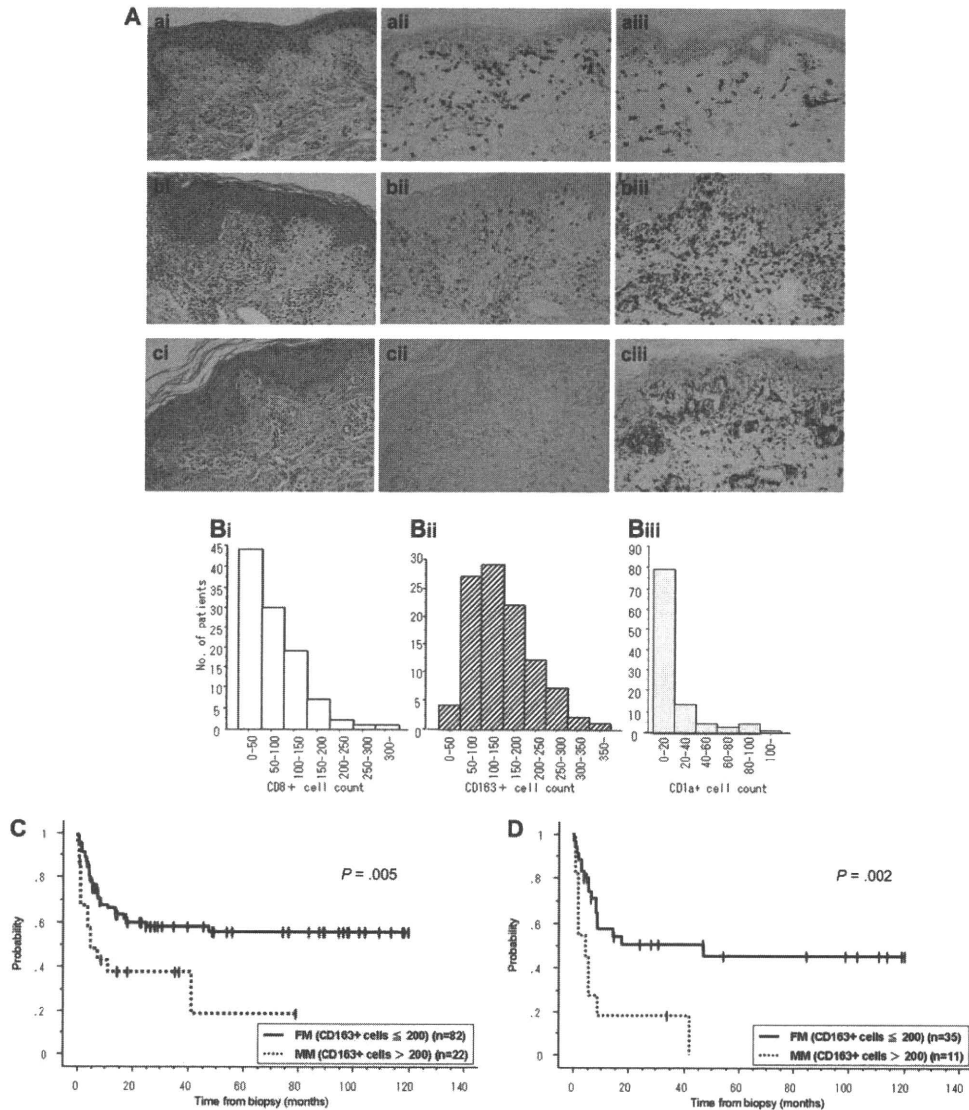 A
ai
aii
aiii
bi
bii
biii
ci
cii
ciii
Bi
Bii
Biii
No. of patients
45
40
35
30
25
20
15
10
5
0
0-50
50-100
100-150
150-200
200-250
250-300
300-
CD8+ cell count
30
25
20
15
10
5
0
0-50
50-100
100-150
150-200
200-250
250-300
300-350
350-
CD163+ cell count
90
80
70
60
50
40
30
20
10
0
0-20
20-40
40-60
60-80
80-100
100-
CD1a+ cell count
C
P = .005
Probability
1
.8
.6
.4
.2
0
FM (CD163+ cells ≦ 200) (n=82)
MM (CD163+ cells > 200) (n=22)
0 20 40 60 80 100 120 140
Time from biopsy (months)
D
P = .002
Probability
1
.8
.6
.4
.2
0
FM (CD163+ cells ≦ 200) (n=35)
MM (CD163+ cells > 200) (n=11)
0 20 40 60 80 100 120 140
Time from biopsy (months)